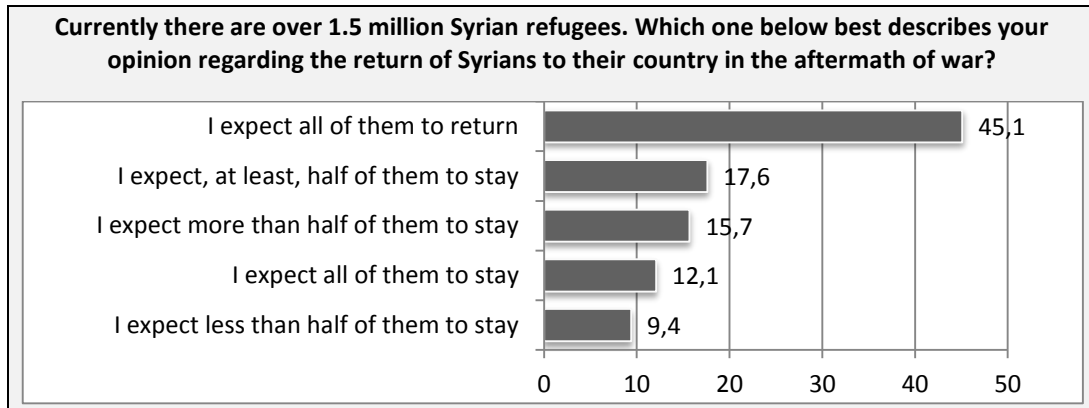 Currently there are over 1.5 million Syrian refugees. Which one below best describes your
opinion regarding the return of Syrians to their country in the aftermath of war?
I expect all of them to return 45,1
I expect, at least, half of them to stay 17,6
I expect more than half of them to stay 15,7
I expect all of them to stay 12,1
I expect less than half of them to stay 9,4
0 10 20 30 40 50